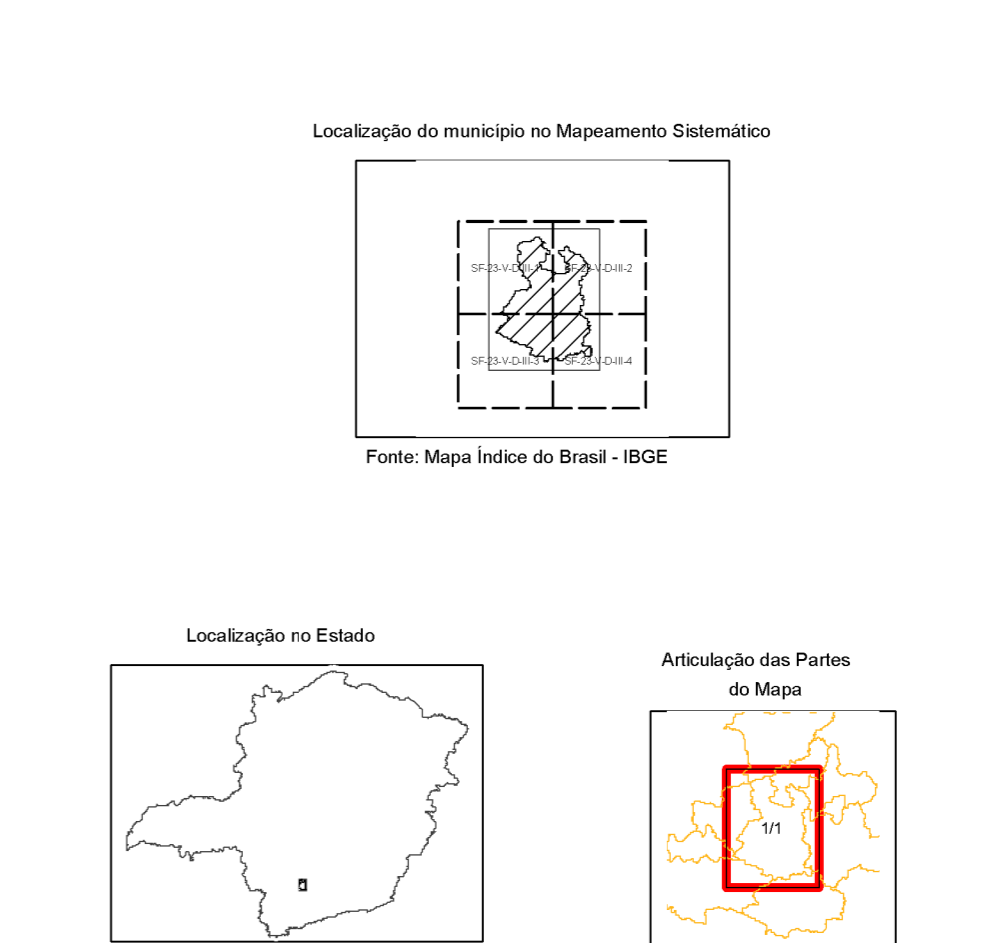 Localização do município no Mapeamento Sistemático
SF-23-V-D-III-1 SF-23-V-D-III-2
SF-23-V-D-III-3 SF-23-V-D-III-4
Fonte: Mapa Índice do Brasil - IBGE
Localização no Estado
Articulação das Partes
do Mapa
1/1